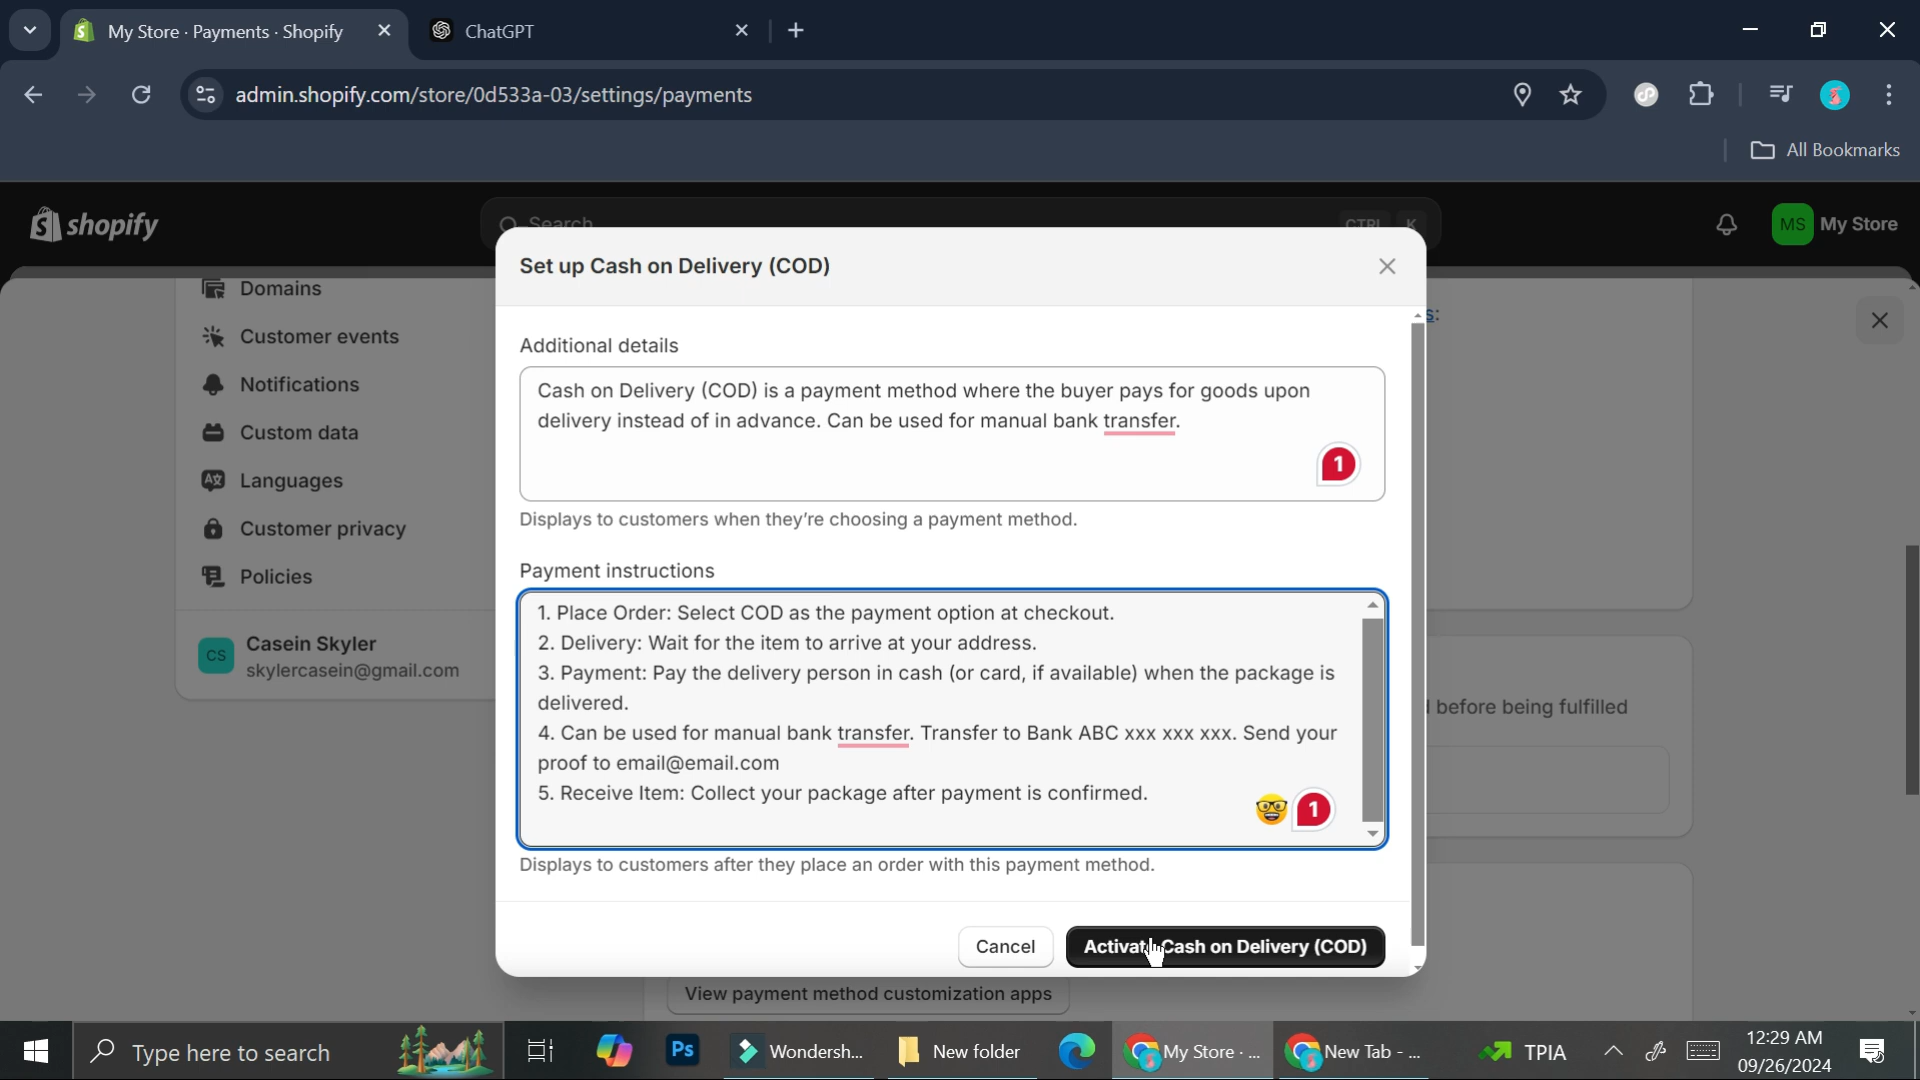 My Store · Payments · Shopify
ChatGPT
admin.shopify.com/store/0d533a-03/settings/payments
All Bookmarks
shopify
Search
CTRL K
MS My Store
Set up Cash on Delivery (COD)
Domains
Customer events
Notifications
Custom data
Languages
Customer privacy
Policies
CS
Casein Skyler
skylercasein@gmail.com
Additional details
Cash on Delivery (COD) is a payment method where the buyer pays for goods upon
delivery instead of in advance. Can be used for manual bank transfer.
1
Displays to customers when they're choosing a payment method.
Payment instructions
1. Place Order: Select COD as the payment option at checkout.
2. Delivery: Wait for the item to arrive at your address.
3. Payment: Pay the delivery person in cash (or card, if available) when the package is
delivered.
4. Can be used for manual bank transfer. Transfer to Bank ABC xxx xxx xxx. Send your
proof to email@email.com
5. Receive Item: Collect your package after payment is confirmed.
1
Displays to customers after they place an order with this payment method.
s:
before being fulfilled
Cancel
Activate Cash on Delivery (COD)
View payment method customization apps
Type here to search
Ps
Wondersh...
New folder
My Store · ...
New Tab - ...
TPIA
12:29 AM
09/26/2024